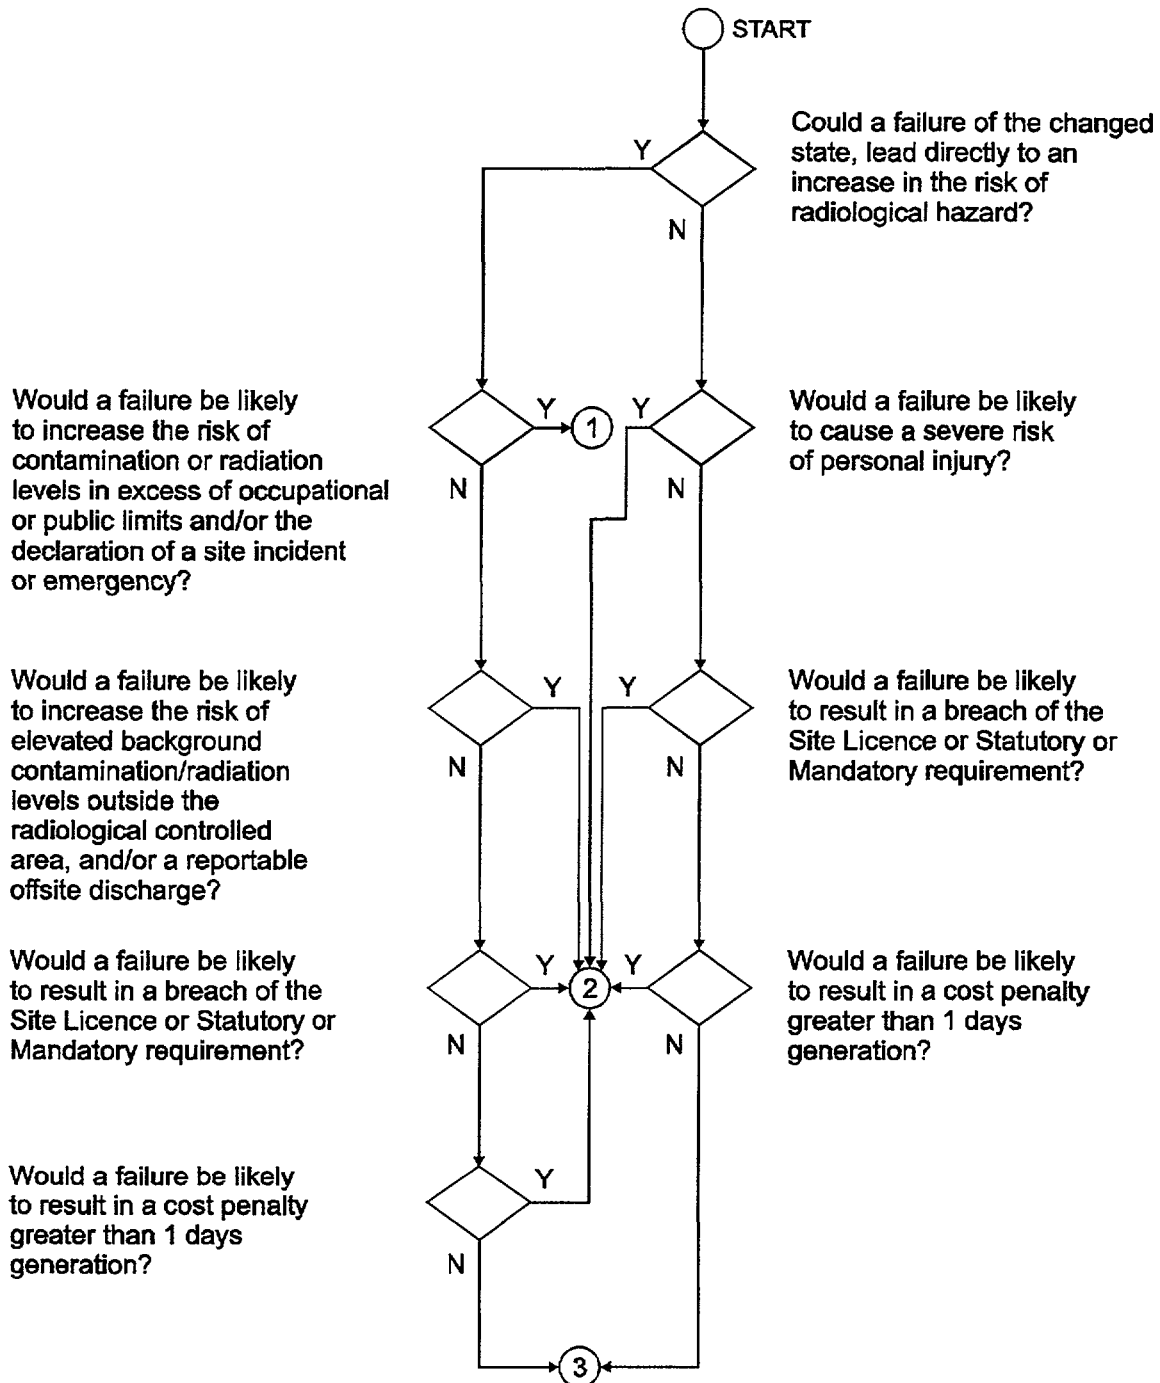 START
Could a failure of the changed
state, lead directly to an
increase in the risk of
radiological hazard?
Y
N
Would a failure be likely
to increase the risk of
contamination or radiation
levels in excess of occupational
or public limits and/or the
declaration of a site incident
or emergency?
Y
1
N
Y
N
Would a failure be likely
to cause a severe risk
of personal injury?
Would a failure be likely
to increase the risk of
elevated background
contamination/radiation
levels outside the
radiological controlled
area, and/or a reportable
offsite discharge?
Y
N
Y
N
Would a failure be likely
to result in a breach of the
Site Licence or Statutory or
Mandatory requirement?
Would a failure be likely
to result in a breach of the
Site Licence or Statutory or
Mandatory requirement?
Y
N
2
Y
N
Would a failure be likely
to result in a cost penalty
greater than 1 days
generation?
Would a failure be likely
to result in a cost penalty
greater than 1 days
generation?
Y
N
3